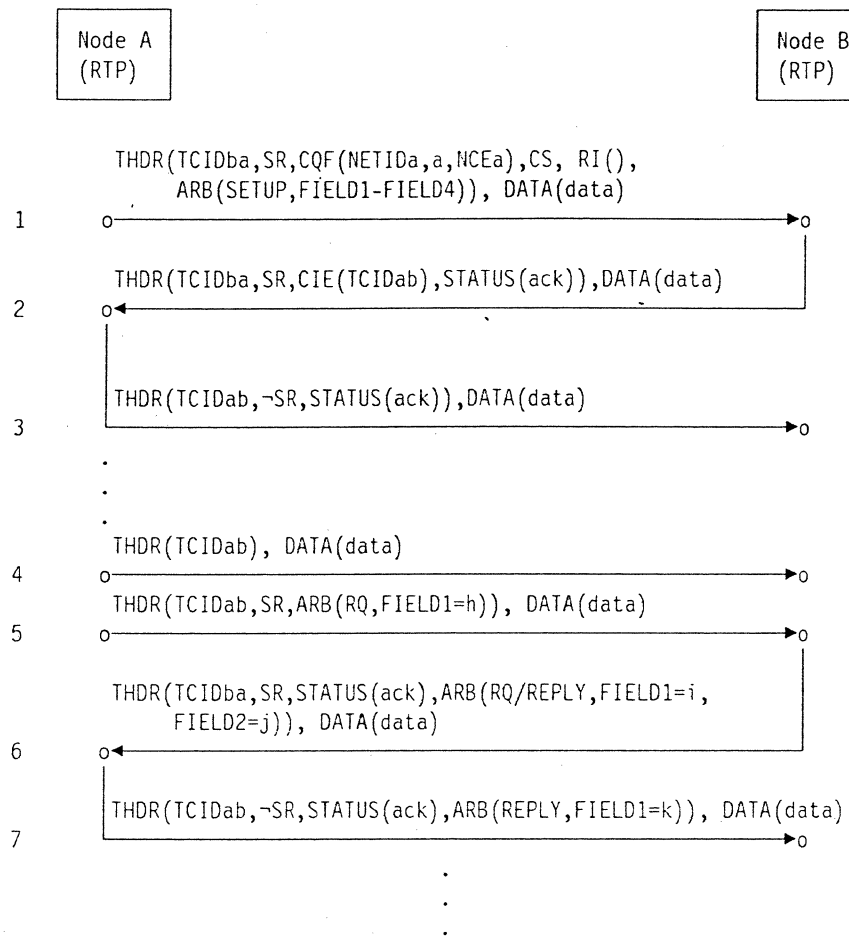 Node A
(RTP)
Node B
(RTP)
THDR(TCIDba,SR,CQF(NETIDa,a,NCEa),CS, RI(),
ARB(SETUP,FIELD1-FIELD4)), DATA(data)
1
THDR(TCIDba,SR,CIE(TCIDab),STATUS(ack)),DATA(data)
2
THDR(TCIDab,¬SR,STATUS(ack)),DATA(data)
3
THDR(TCIDab), DATA(data)
4
THDR(TCIDab,SR,ARB(RQ,FIELD1=h)), DATA(data)
5
THDR(TCIDba,SR,STATUS(ack),ARB(RQ/REPLY,FIELD1=i,
FIELD2=j)), DATA(data)
6
THDR(TCIDab,¬SR,STATUS(ack),ARB(REPLY,FIELD1=k)), DATA(data)
7